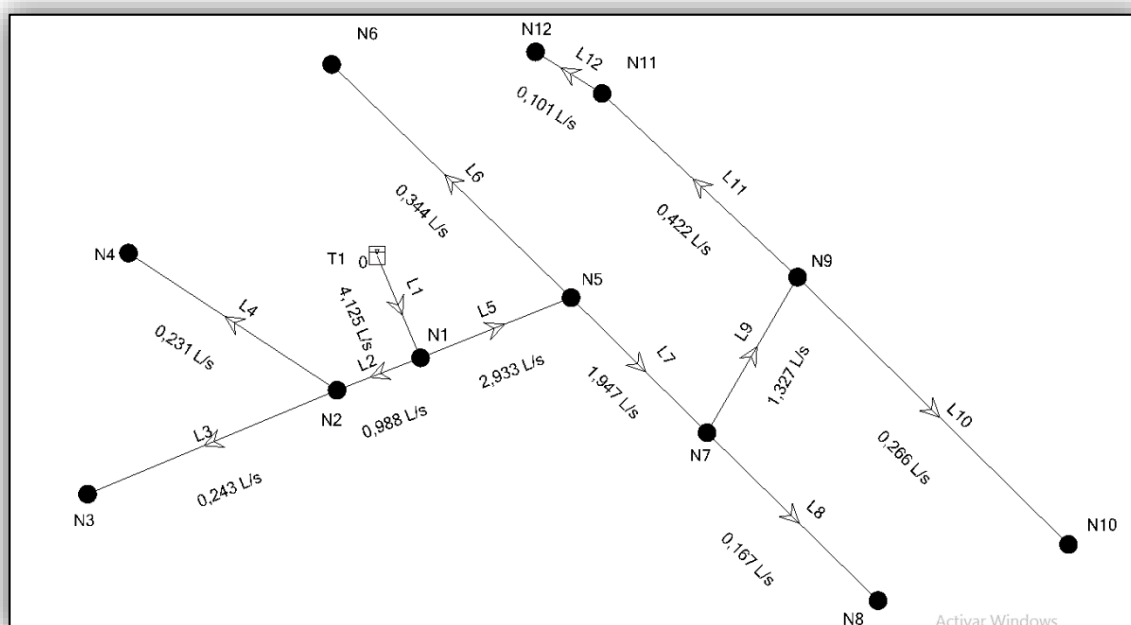 N6
N12
L12
N11
0,101 L/s
L6
0,344 L/s
L11
0,422 L/s
N4
T1
0
L1
4,125 L/s
N5
N9
L4
0,231 L/s
L5
2,933 L/s
N1
L2
0,988 L/s
N2
L7
1,947 L/s
L9
1,327 L/s
L10
0,266 L/s
L3
0,243 L/s
N3
N7
L8
0,167 L/s
N10
N8
Activar Windows